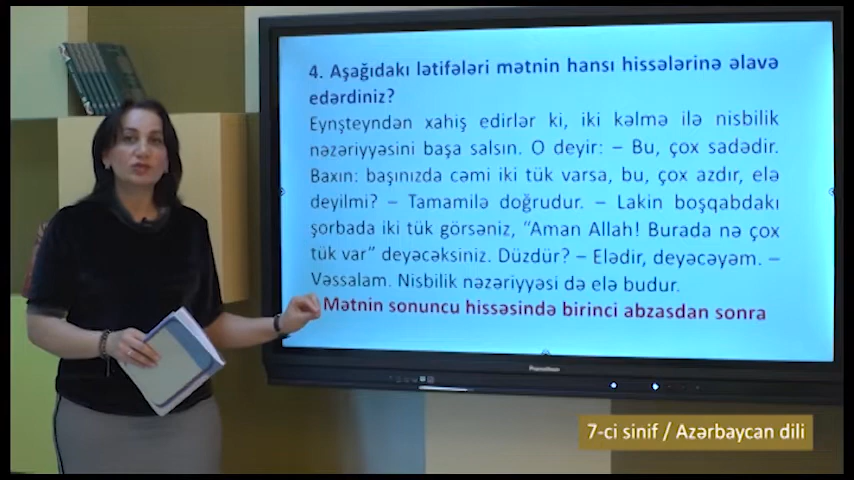 4. Aşağıdakı lətifələri mətnin hansı hissələrinə əlavə
edərdiniz?
Eynşteyndən xahiş edirlər ki, iki kəlmə ilə nisbilik
nəzəriyyəsini başa salsın. O deyir: – Bu, çox sadədir.
Baxın: başınızda cəmi iki tük varsa, bu, çox azdır, elə
deyilmi? – Tamamilə doğrudur. – Lakin boşqabdakı
şorbada iki tük görsəniz, “Aman Allah! Burada nə çox
tük var” deyəcəksiniz. Düzdür? – Elədir, deyəcəyəm. –
Vəssalam. Nisbilik nəzəriyyəsi də elə budur.
Mətnin sonuncu hissəsində birinci abzasdan sonra
Promethean
7-ci sinif / Azərbaycan dili